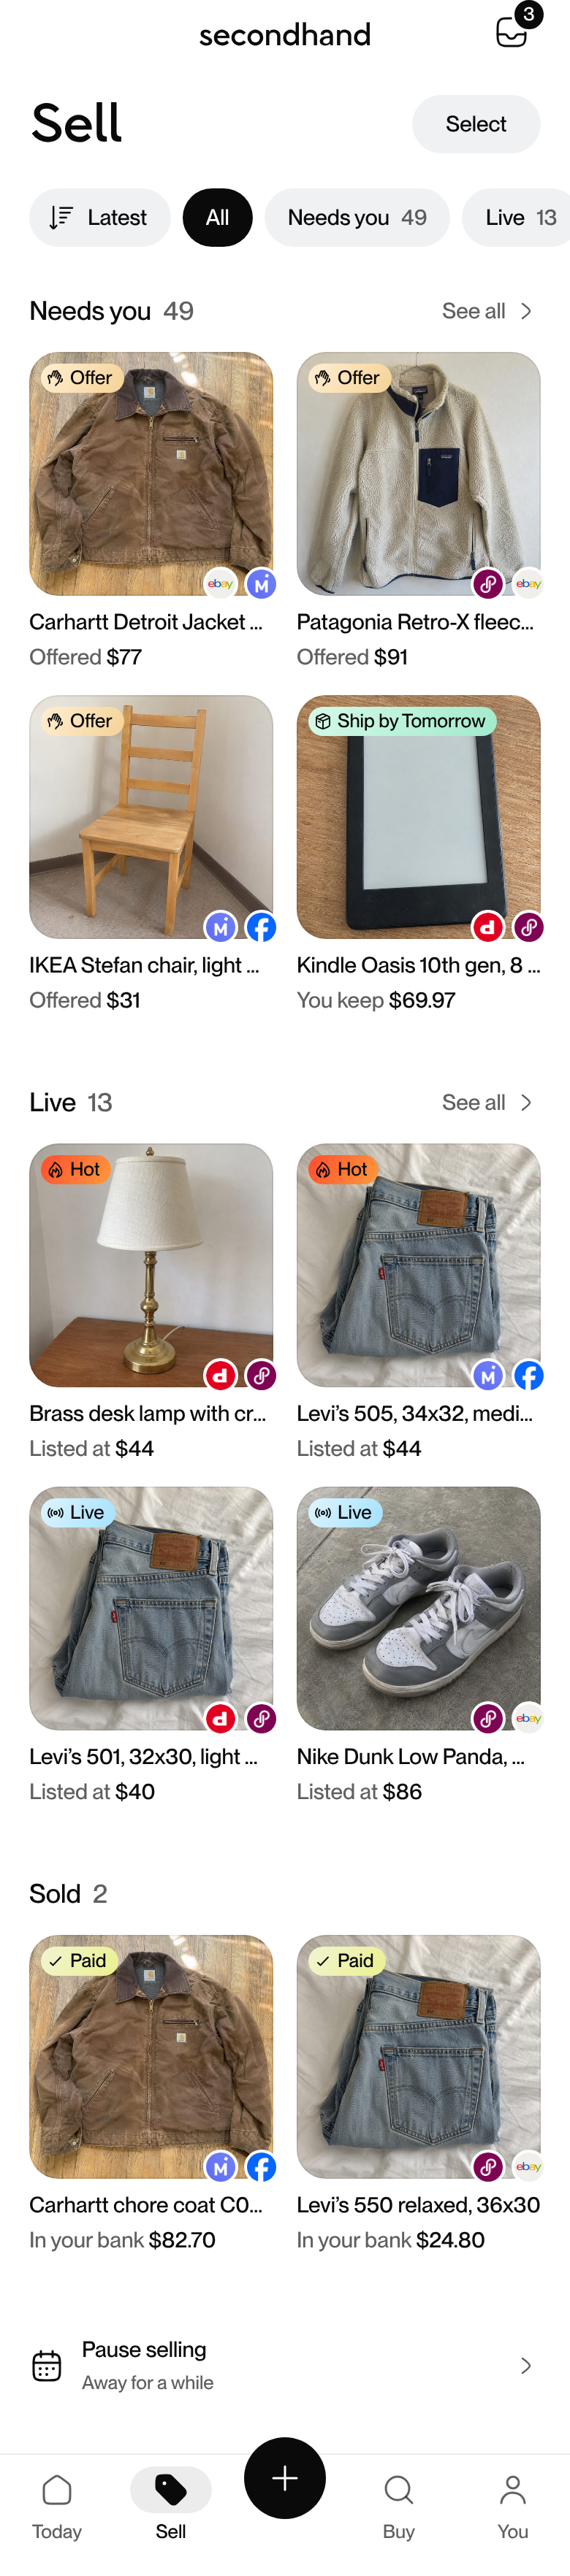 secondhand
3
Sell
Select
Latest
All
Needs you 49
Live 13
Needs you 49
See all
Offer
Offer
ebay
ebay
Carhartt Detroit Jacket ...
Patagonia Retro-X fleec...
Offered $77
Offered $91
Offer
Ship by Tomorrow
IKEA Stefan chair, light ...
Kindle Oasis 10th gen, 8 ...
Offered $31
You keep $69.97
Live 13
See all
Hot
Hot
Brass desk lamp with cr...
Levi's 505, 34x32, medi...
Listed at $44
Listed at $44
Live
Live
ebay
Levi's 501, 32x30, light ...
Nike Dunk Low Panda, ...
Listed at $40
Listed at $86
Sold 2
Paid
Paid
ebay
Carhartt chore coat C0...
Levi's 550 relaxed, 36x30
In your bank $82.70
In your bank $24.80
Pause selling
Away for a while
Today
Sell
Buy
You